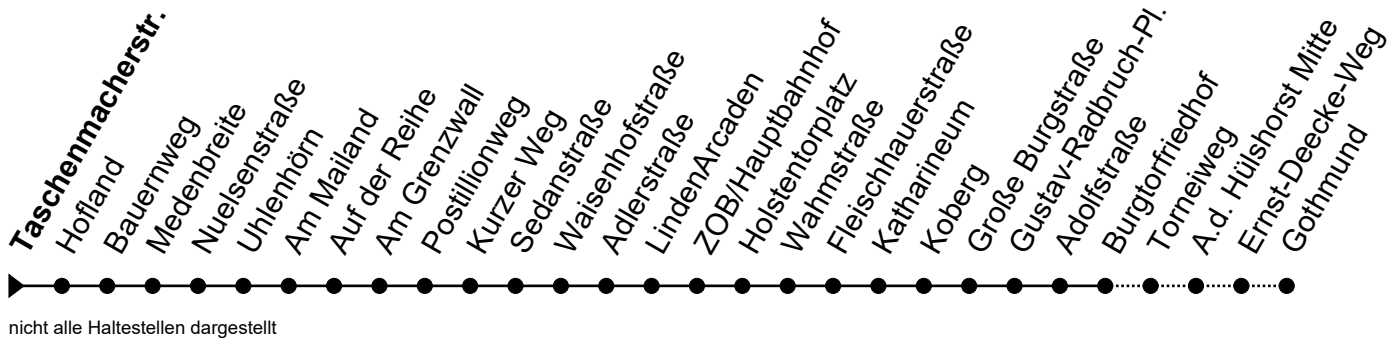 Taschenmacherstr.
Hofland
Bauernweg
Medenbreite
Nuelsenstraße
Uhlenhörn
Am Mailand
Auf der Reihe
Am Grenzwall
Postillionweg
Kurzer Weg
Sedanstraße
Waisenhofstraße
Adlerstraße
LindenArcaden
ZOB/Hauptbahnhof
Holstentorplatz
Wahmstraße
Fleischhauerstraße
Katharineum
Koberg
Große Burgstraße
Gustav-Radbruch-Pl.
Adolfstraße
Burgtorfriedhof
Torneiweg
A.d. Hülshorst Mitte
Ernst-Deecke-Weg
Gothmund
nicht alle Haltestellen dargestellt